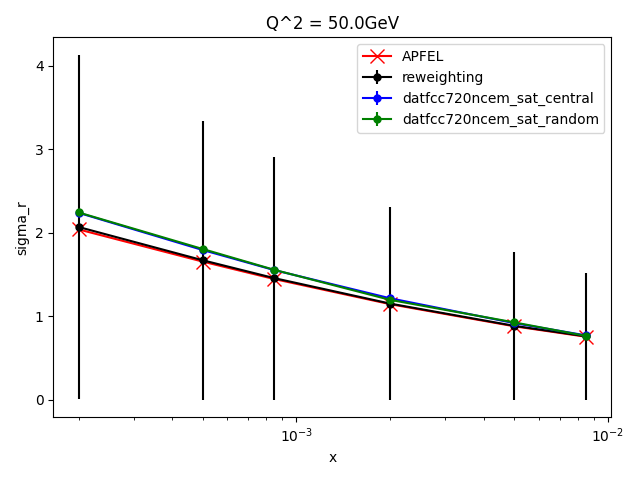 Q^2 = 50.0GeV
APFEL
reweighting
datfcc720ncem_sat_central
datfcc720ncem_sat_random
sigma_r
4
3
2
1
0
10^{-3}
10^{-2}
x